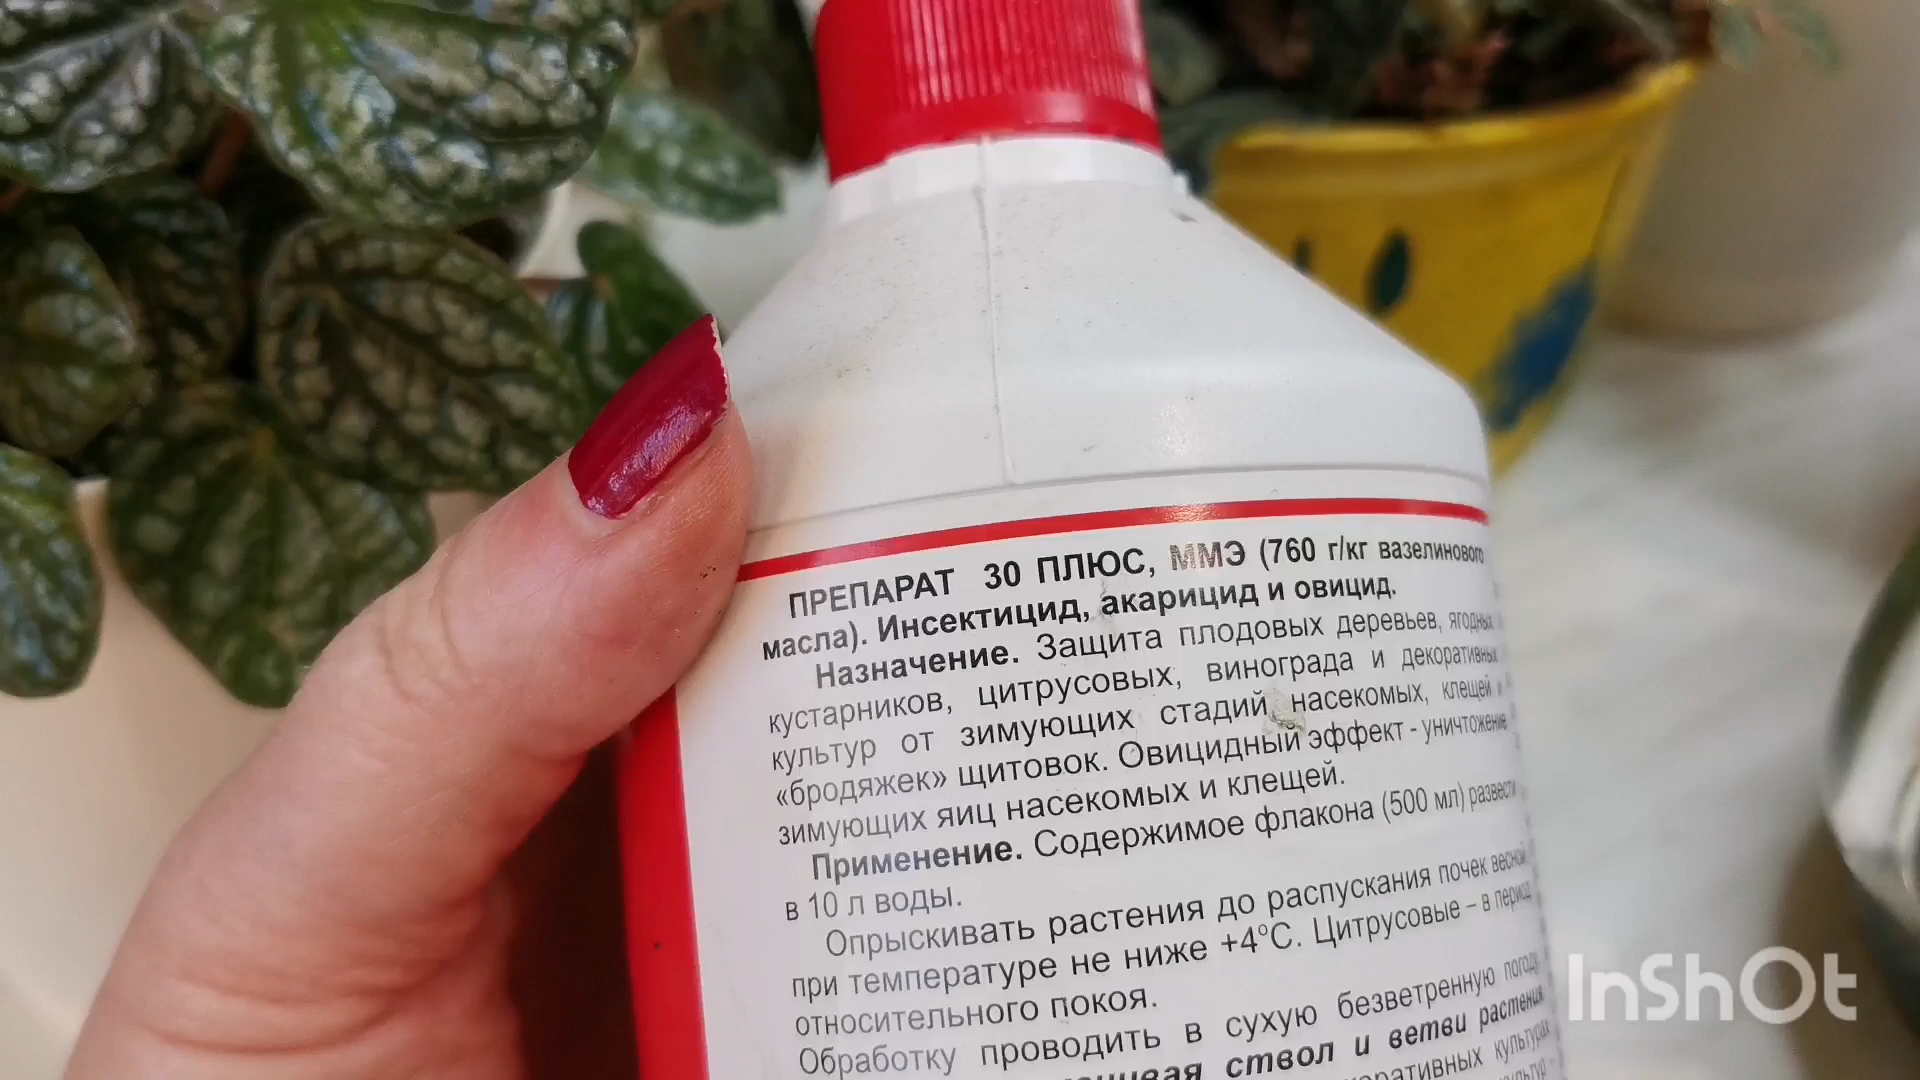 ПРЕПАРАТ 30 ПЛЮС, ММЭ (760 г/кг вазелинового
масла). Инсектицид, акарицид и овицид.
Назначение. Защита плодовых деревьев, ягодных
кустарников, цитрусовых, винограда и декоративных
культур от зимующих стадий насекомых, клещей и
«бродяжек» щитовок. Овицидный эффект - уничтожение
зимующих яиц насекомых и клещей.
Применение. Содержимое флакона (500 мл) развести
в 10 л воды.
Опрыскивать растения до распускания почек весной
при температуре не ниже +4°С. Цитрусовые – в период
относительного покоя.
Обработку проводить в сухую безветренную погоду,
ствол и ветви растения
культурах
InShOt